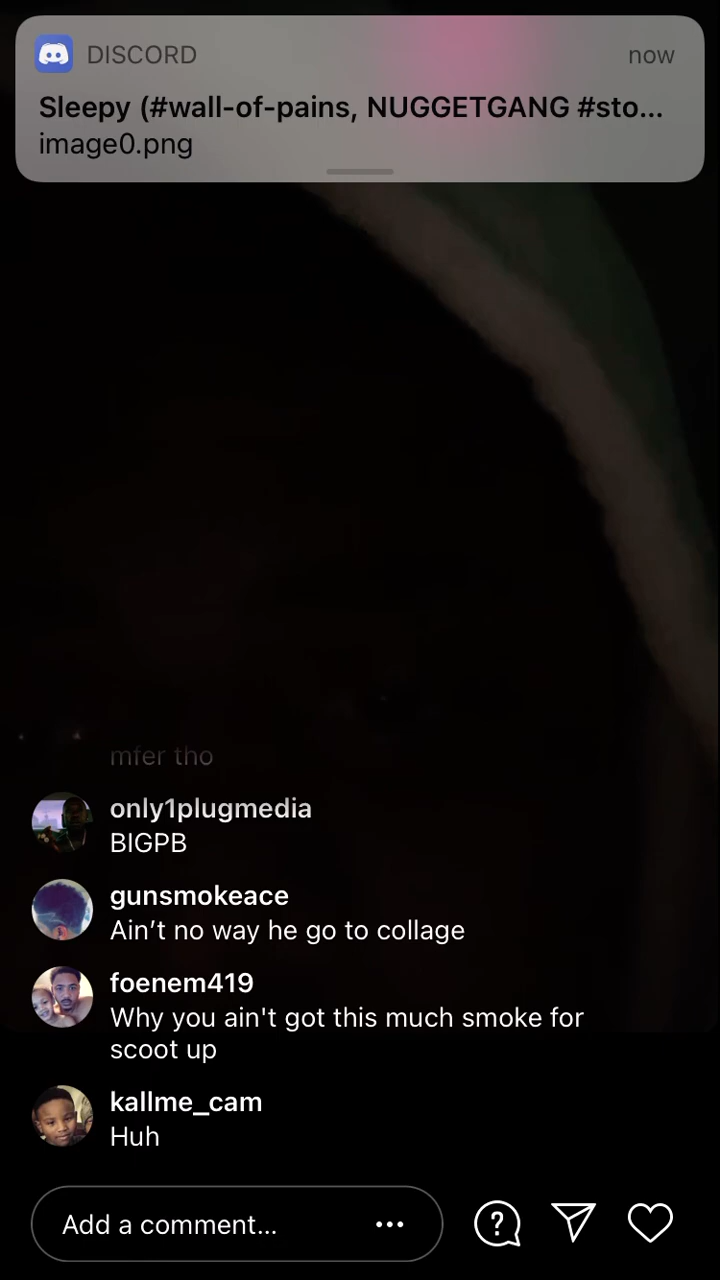 DISCORD now
Sleepy (#wall-of-pains, NUGGETGANG #sto...
image0.png
mfer tho
only1plugmedia
BIGPB
gunsmokeace
Ain’t no way he go to collage
foenem419
Why you ain't got this much smoke for
scoot up
kallme_cam
Huh
Add a comment...